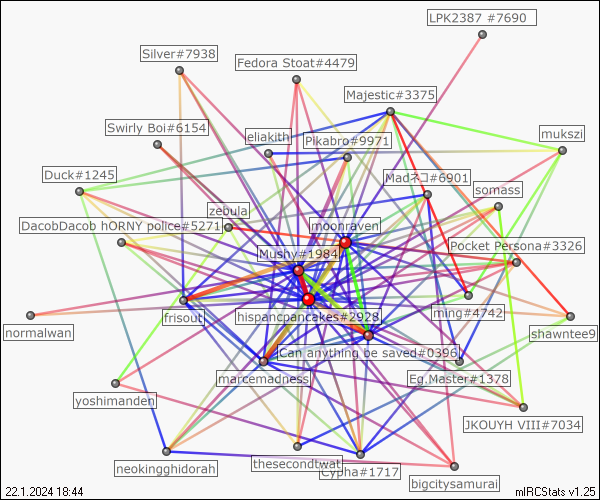 LPK2387 #7690
Silver#7938
Fedora Stoat#4479
Majestic#3375
Swirly Boi#6154
eliakith
Pikabro#9971
mukszi
Duck#1245
Madネコ#6901
somass
zebula
DacobDacob hORNY police#5271
moonraven
Pocket Persona#3326
Mushy#1984
frisout
hispancpancakes#2928
ming#4742
normalwan
shawntee9
Can anything be saved#0396
marcemadness
Eg.Master#1378
yoshimanden
JKOUYH VIII#7034
neokingghidorah
thesecondtwat
Cypha#1717
bigcitysamurai
22.1.2024 18:44
mIRCStats v1.25